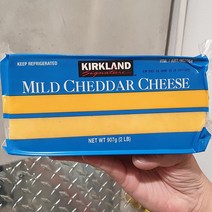 KEEP REFRIGERATED
KIRKLAND
Signature
MILD CHEDDAR CHEESE
NET WT 907g (2 LB)